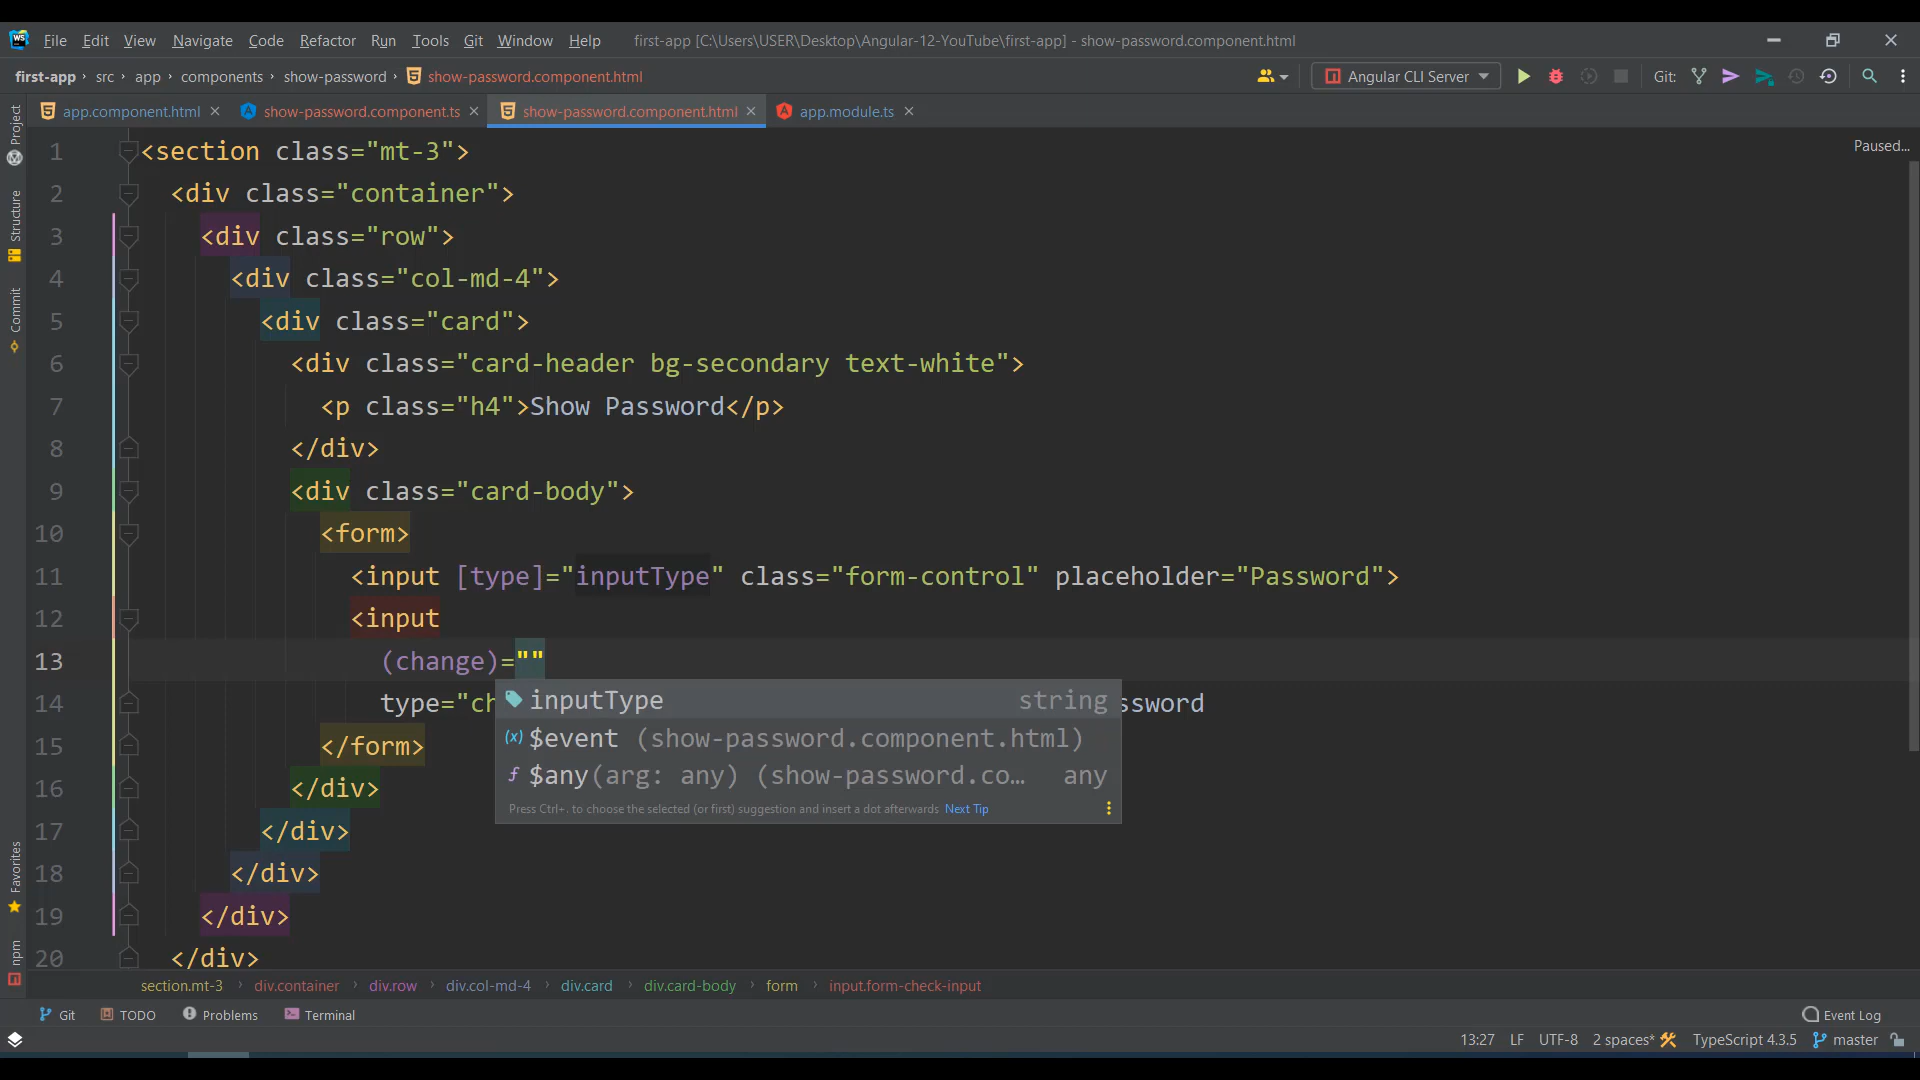 File Edit View Navigate Code Refactor Run Tools Git Window Help first-app [C:\Users\USER\Desktop\Angular-12-YouTube\first-app] - show-password.component.html
first-app src app components show-password show-password.component.html Angular CLI Server Git:
app.component.html show-password.component.ts show-password.component.html app.module.ts
Project
Structure
Commit
Favorites
npm
Paused...
1 <section class="mt-3">
2 <div class="container">
3 <div class="row">
4 <div class="col-md-4">
5 <div class="card">
6 <div class="card-header bg-secondary text-white">
7 <p class="h4">Show Password</p>
8 </div>
9 <div class="card-body">
10 <form>
11 <input [type]="inputType" class="form-control" placeholder="Password">
12 <input
13 (change)=""
14 type="ch ssword
inputType string
$event (show-password.component.html)
$any(arg: any) (show-password.co... any
Press Ctrl+. to choose the selected (or first) suggestion and insert a dot afterwards Next Tip
15 </form>
16 </div>
17 </div>
18 </div>
19 </div>
20 </div>
section.mt-3 div.container div.row div.col-md-4 div.card div.card-body form input.form-check-input
Git TODO Problems Terminal Event Log
13:27 LF UTF-8 2 spaces* TypeScript 4.3.5 master